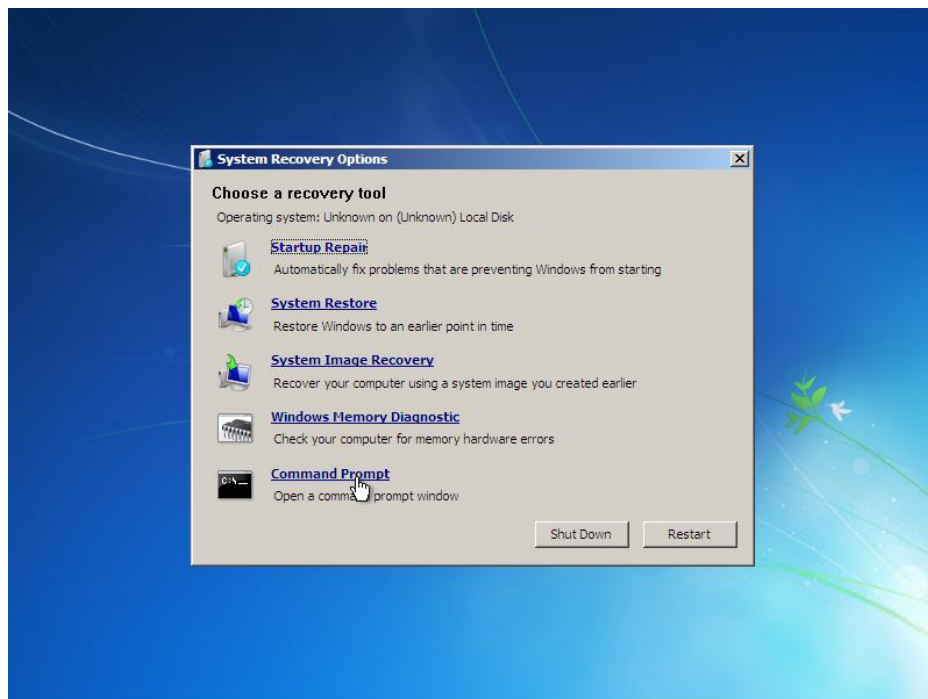 System Recovery Options
Choose a recovery tool
Operating system: Unknown on (Unknown) Local Disk
Startup Repair
Automatically fix problems that are preventing Windows from starting
System Restore
Restore Windows to an earlier point in time
System Image Recovery
Recover your computer using a system image you created earlier
Windows Memory Diagnostic
Check your computer for memory hardware errors
C:\_
Command Prompt
Open a command prompt window
Shut Down Restart